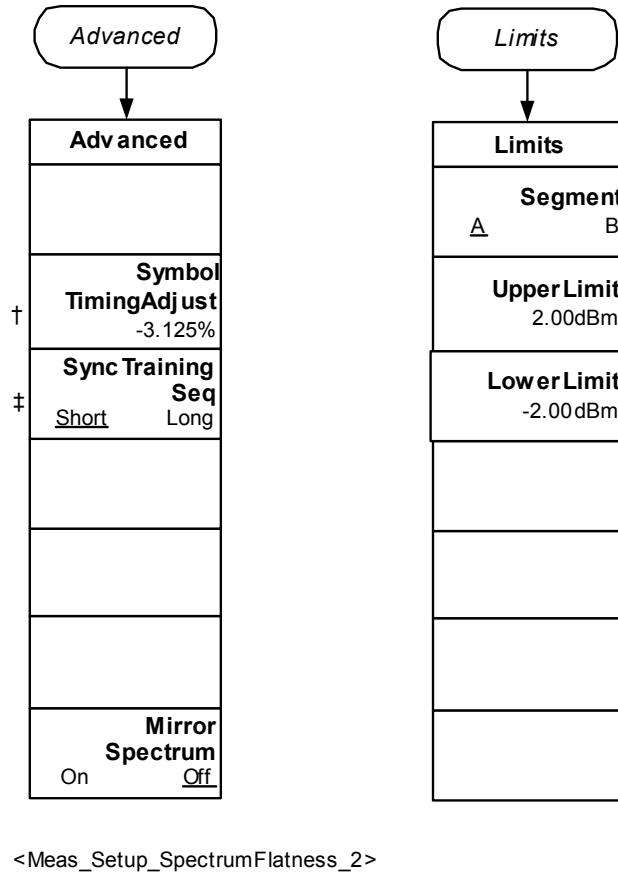 Advanced
Advanced
Symbol
TimingAdjust
†
-3.125%
Sync Training
Seq
‡
Short Long
Mirror
Spectrum
On Off
Limits
Limits
Segment
A B
Upper Limit
2.00dBm
Lower Limit
-2.00dBm
<Meas_Setup_SpectrumFlatness_2>